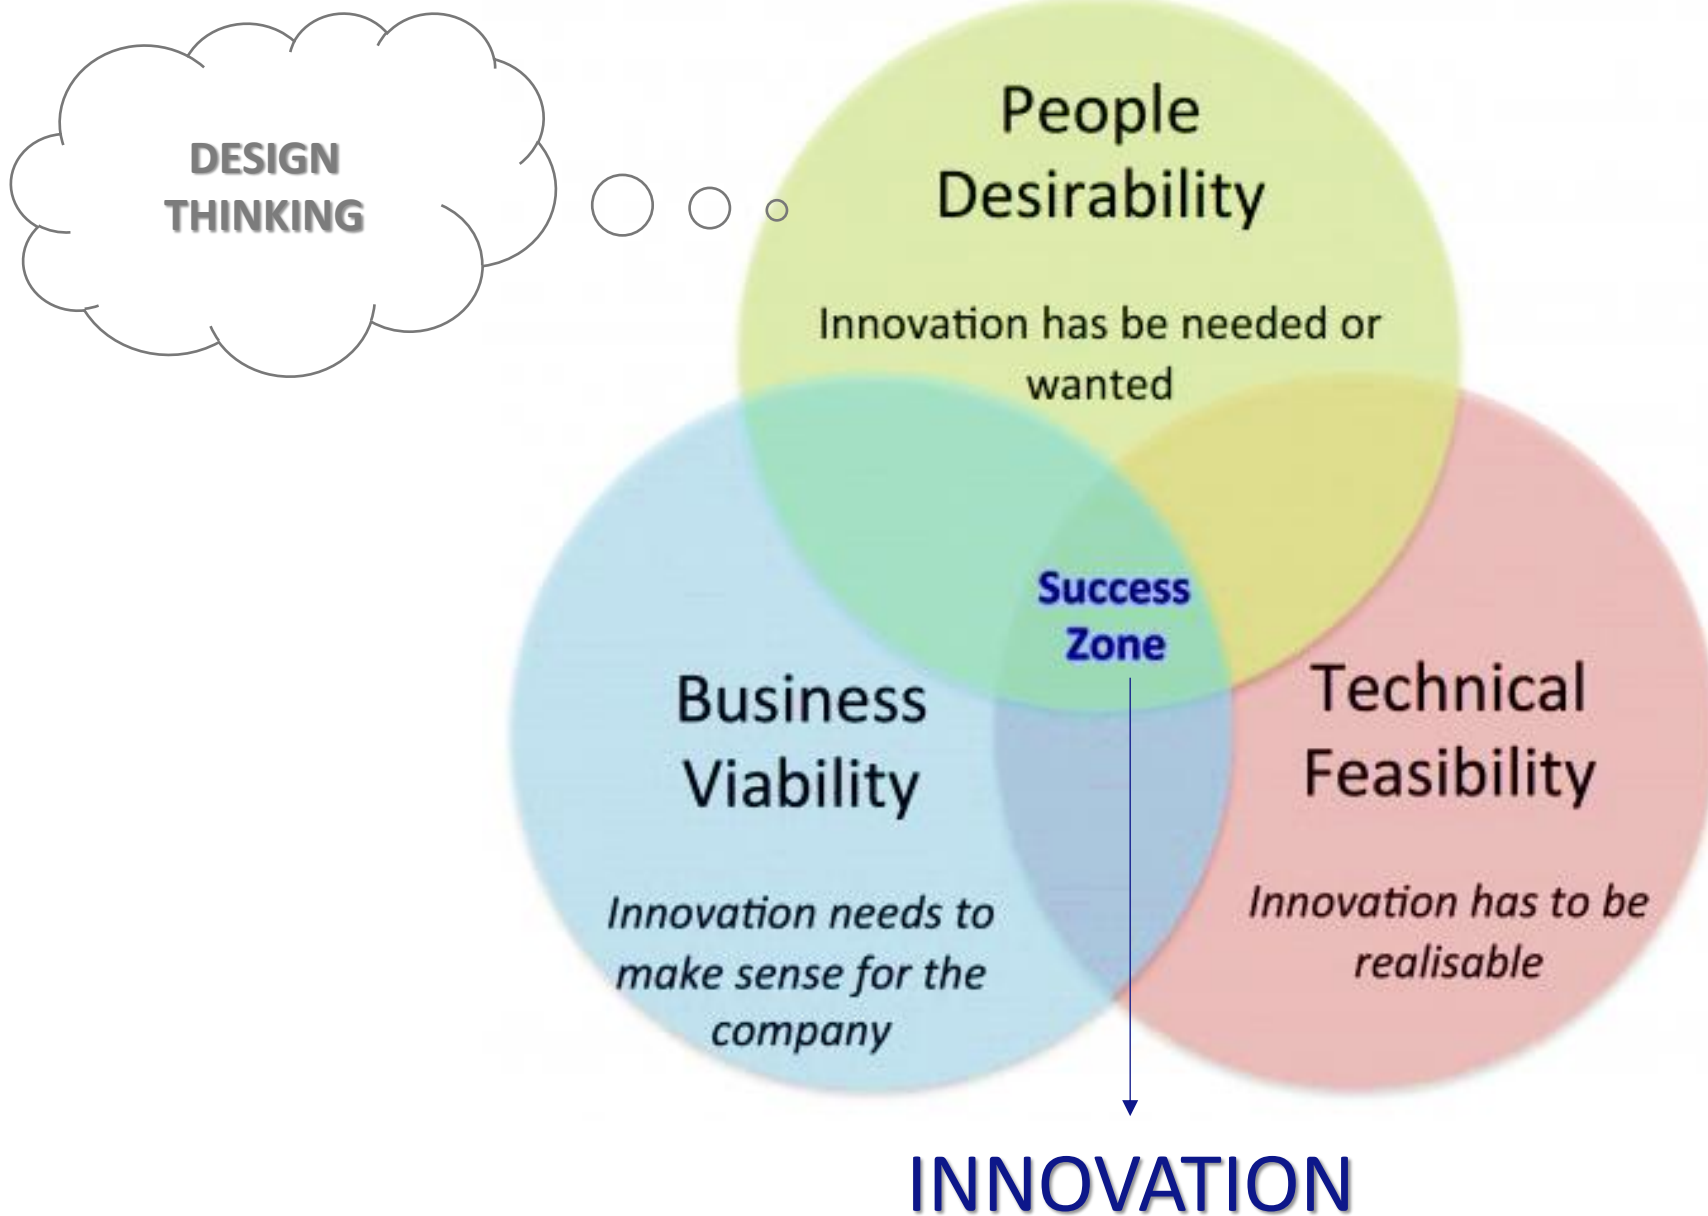 DESIGN
THINKING
People
Desirability
Innovation has be needed or
wanted
Success
Zone
Business
Viability
Innovation needs to
make sense for the
company
Technical
Feasibility
Innovation has to be
realisable
INNOVATION